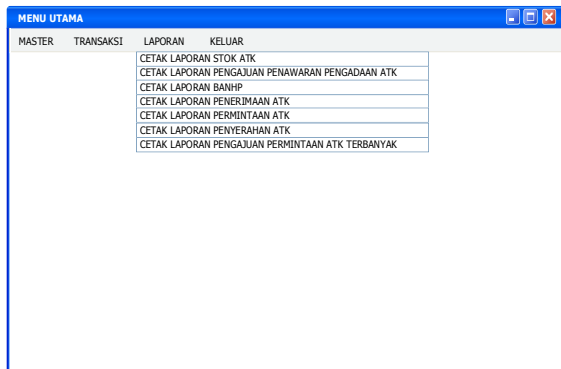 MENU UTAMA
MASTER TRANSAKSI LAPORAN KELUAR
CETAK LAPORAN STOK ATK
CETAK LAPORAN PENGAJUAN PENAWARAN PENGADAAN ATK
CETAK LAPORAN BANHP
CETAK LAPORAN PENERIMAAN ATK
CETAK LAPORAN PERMINTAAN ATK
CETAK LAPORAN PENYERAHAN ATK
CETAK LAPORAN PENGAJUAN PERMINTAAN ATK TERBANYAK